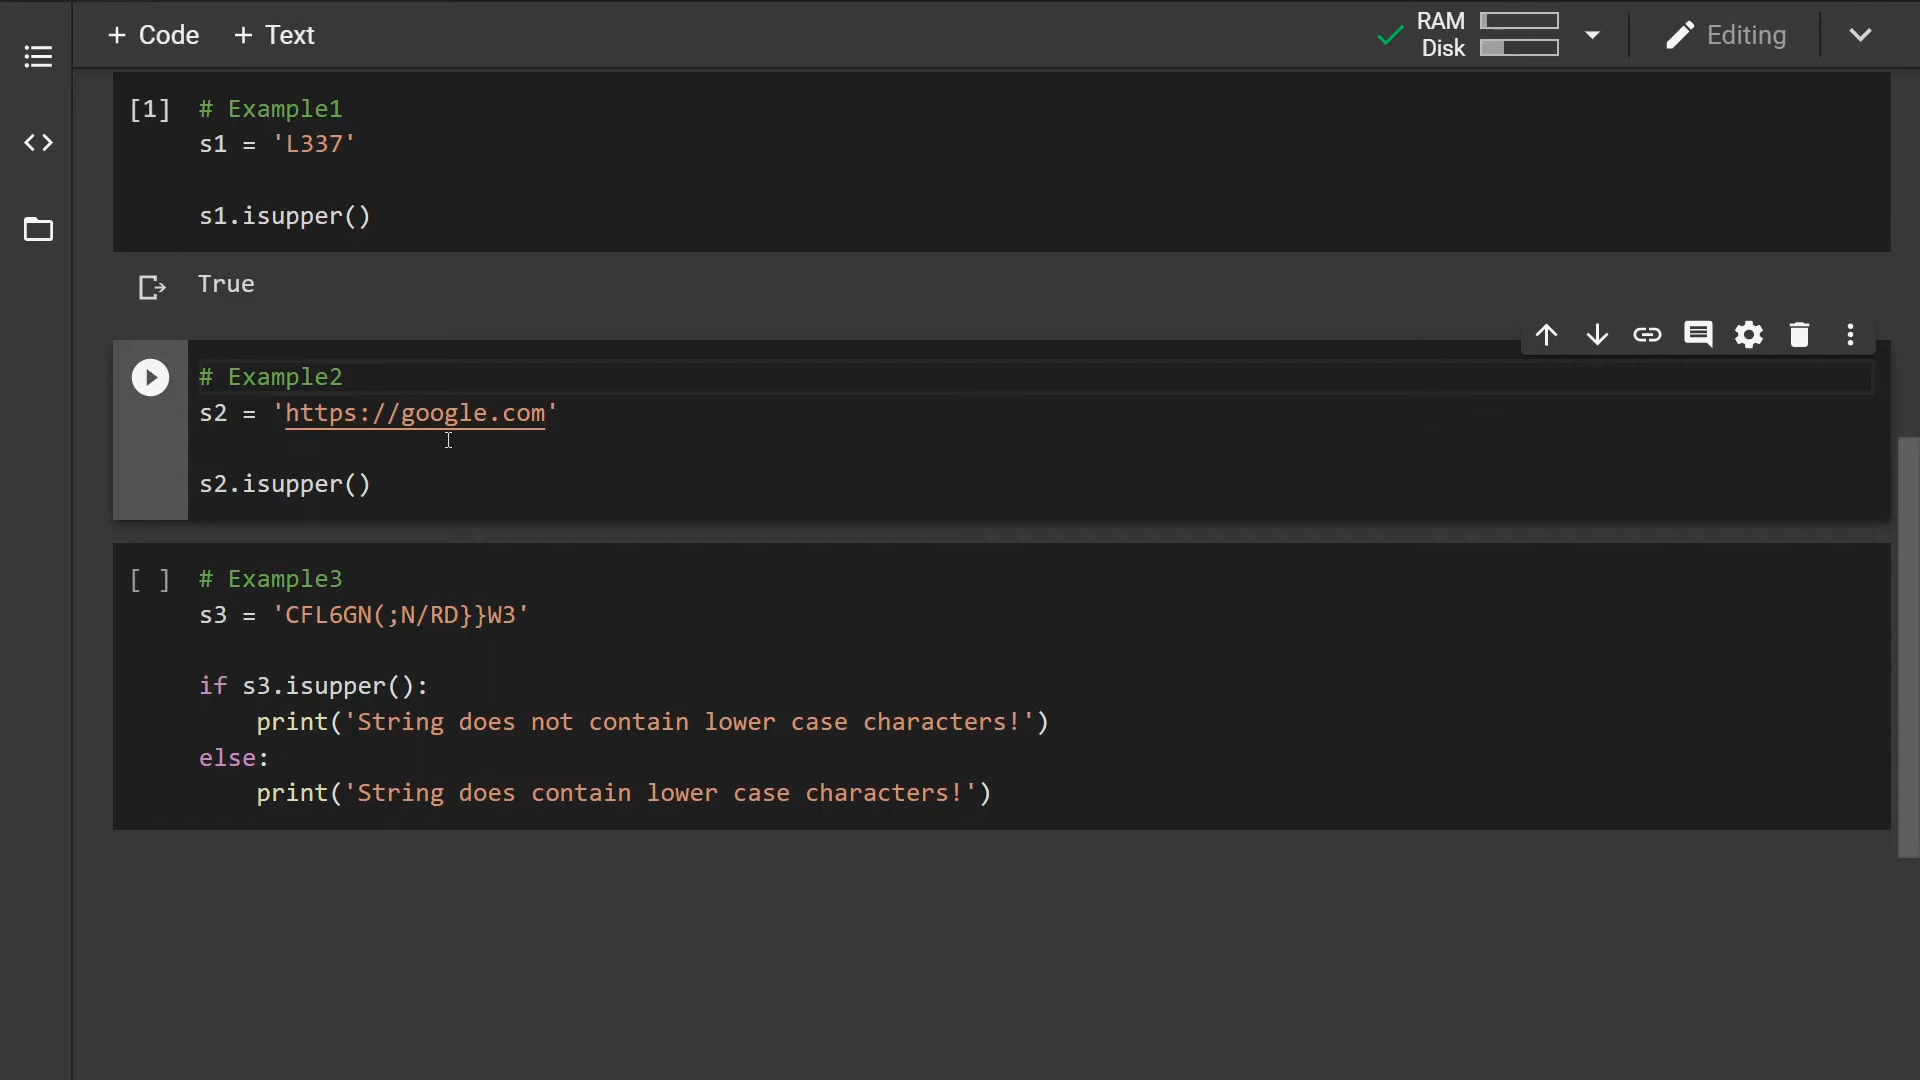 + Code + Text
RAM
Disk
Editing
[1] # Example1
s1 = 'L337'
s1.isupper()
True
# Example2
s2 = 'https://google.com'
s2.isupper()
[ ] # Example3
s3 = 'CFL6GN(;N/RD}}W3'
if s3.isupper():
    print('String does not contain lower case characters!')
else:
    print('String does contain lower case characters!')